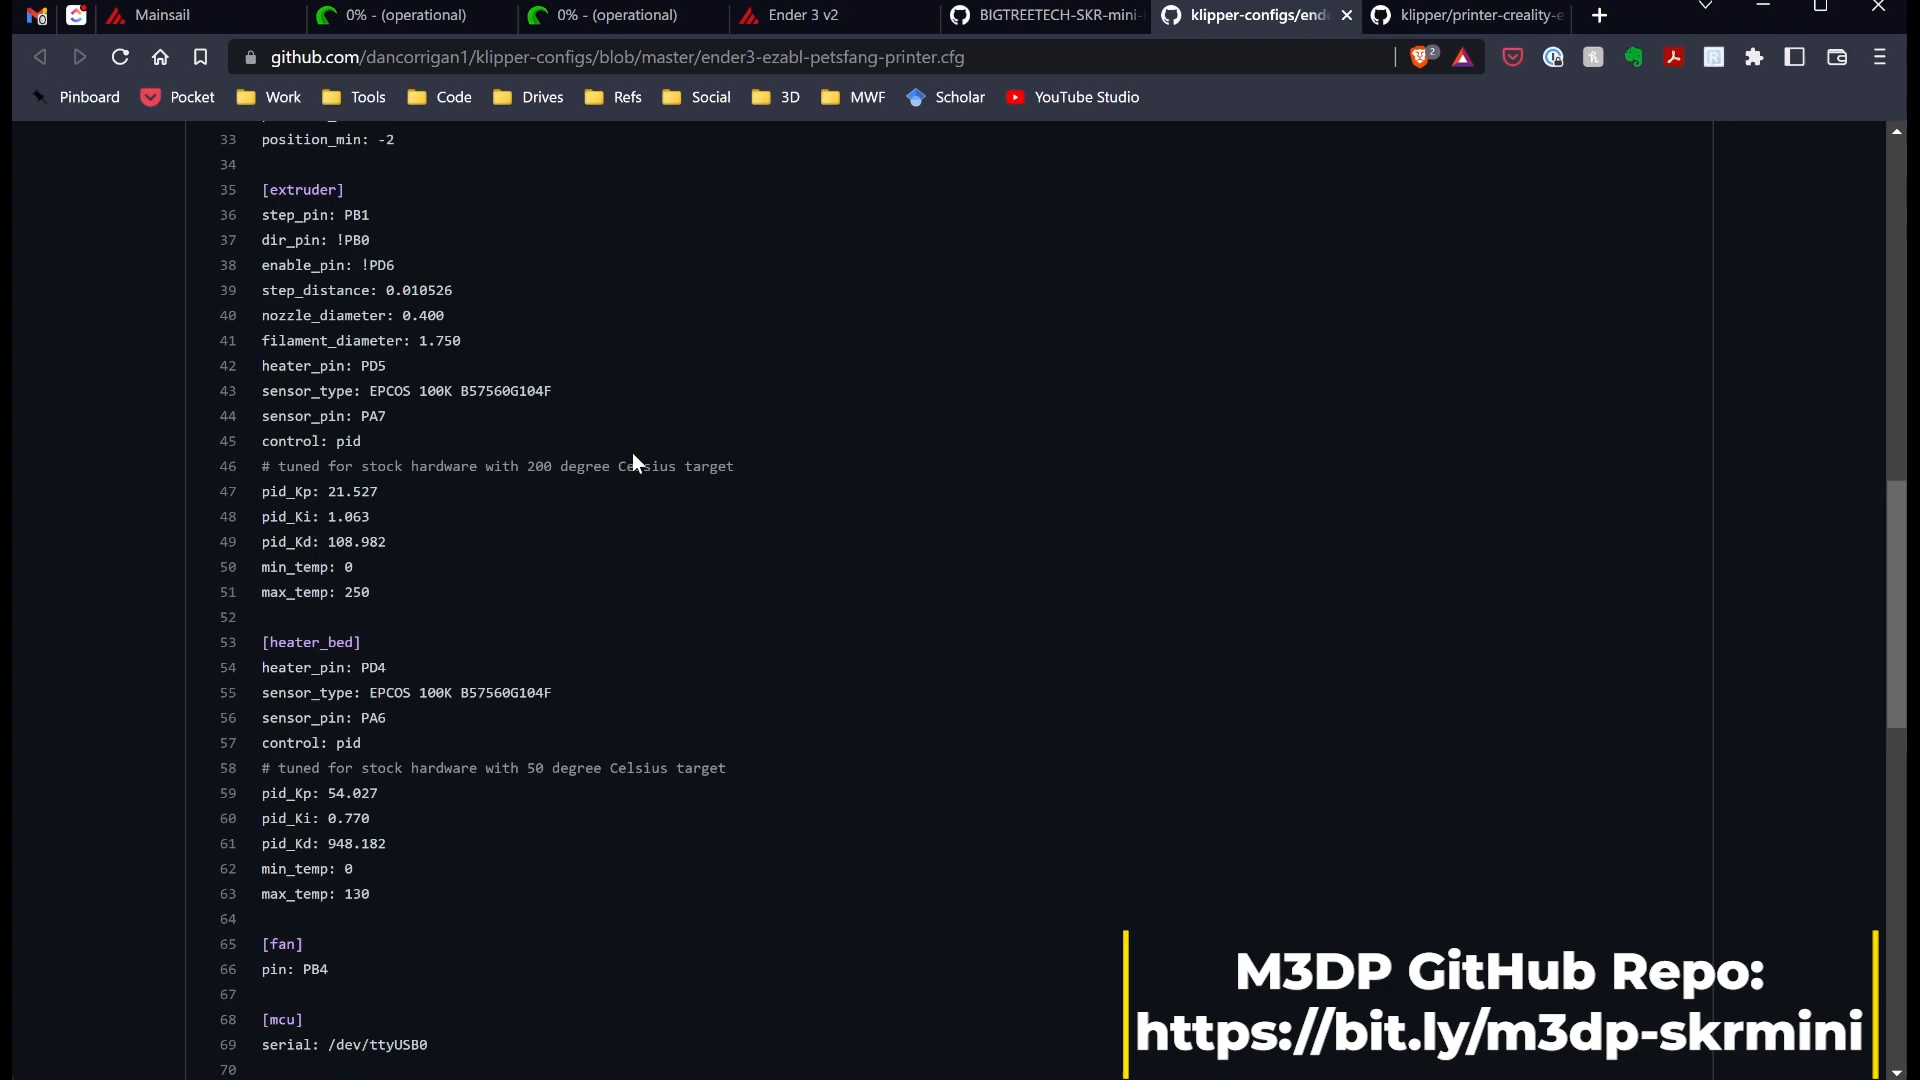 Mainsail
0% - (operational)
0% - (operational)
Ender 3 v2
BIGTREETECH-SKR-mini-
klipper-configs/ende
klipper/printer-creality-e
github.com/dancorrigan1/klipper-configs/blob/master/ender3-ezabl-petsfang-printer.cfg
2
Pinboard
Pocket
Work
Tools
Code
Drives
Refs
Social
3D
MWF
Scholar
YouTube Studio
33 position_min: -2
34
35 [extruder]
36 step_pin: PB1
37 dir_pin: !PB0
38 enable_pin: !PD6
39 step_distance: 0.010526
40 nozzle_diameter: 0.400
41 filament_diameter: 1.750
42 heater_pin: PD5
43 sensor_type: EPCOS 100K B57560G104F
44 sensor_pin: PA7
45 control: pid
46 # tuned for stock hardware with 200 degree Celsius target
47 pid_Kp: 21.527
48 pid_Ki: 1.063
49 pid_Kd: 108.982
50 min_temp: 0
51 max_temp: 250
52
53 [heater_bed]
54 heater_pin: PD4
55 sensor_type: EPCOS 100K B57560G104F
56 sensor_pin: PA6
57 control: pid
58 # tuned for stock hardware with 50 degree Celsius target
59 pid_Kp: 54.027
60 pid_Ki: 0.770
61 pid_Kd: 948.182
62 min_temp: 0
63 max_temp: 130
64
65 [fan]
66 pin: PB4
67
68 [mcu]
69 serial: /dev/ttyUSB0
70
M3DP GitHub Repo:
https://bit.ly/m3dp-skrmini